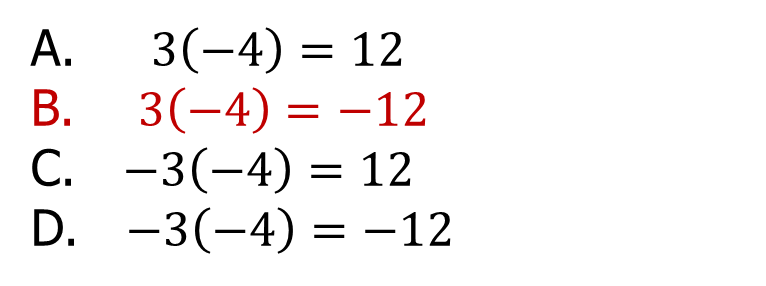 A. 3(−4) = 12
B. 3(−4) = −12
C. −3(−4) = 12
D. −3(−4) = −12